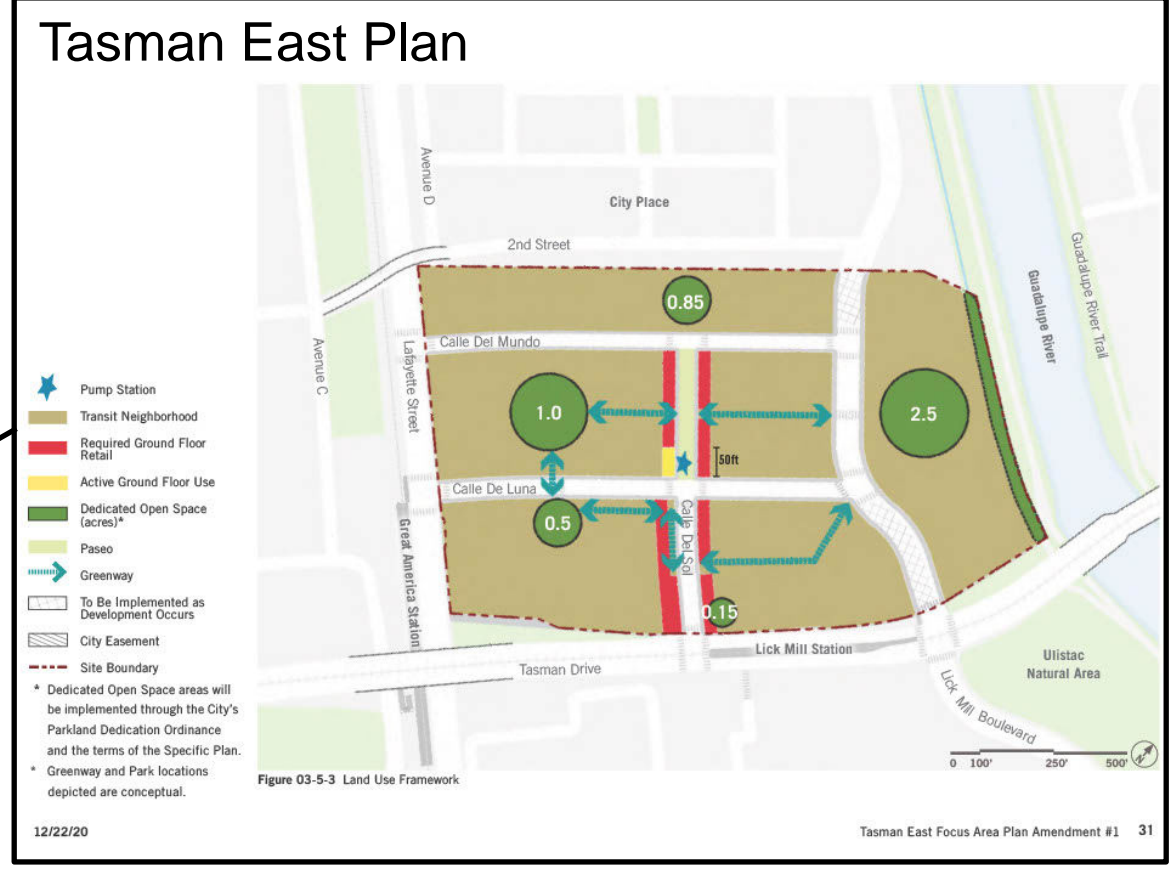 Tasman East Plan
Avenue D
City Place
2nd Street
Guadalupe River
Guadalupe River Trail
0.85
Calle Del Mundo
Avenue C
Lafayette Street
1.0
2.5
50ft
Calle De Luna
0.5
Calle Del Sol
Great America Station
0.15
Lick Mill Station
Tasman Drive
Ulistac
Natural Area
Lick Mill Boulevard
0 100' 250' 500'
N
Pump Station
Transit Neighborhood
Required Ground Floor
Retail
Active Ground Floor Use
Dedicated Open Space
(acres)*
Paseo
Greenway
To Be Implemented as
Development Occurs
City Easement
Site Boundary
* Dedicated Open Space areas will
be implemented through the City's
Parkland Dedication Ordinance
and the terms of the Specific Plan.
* Greenway and Park locations
depicted are conceptual.
Figure 03-5-3 Land Use Framework
12/22/20
Tasman East Focus Area Plan Amendment #1 31